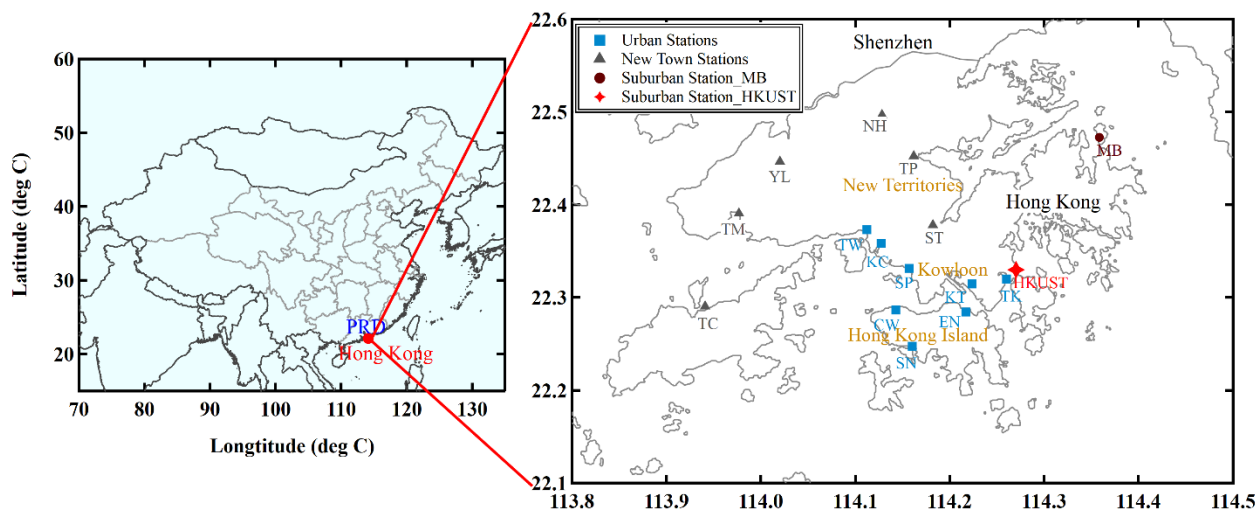 60
50
40
30
20
Latitude (deg C)
70 80 90 100 110 120 130
Longtitude (deg C)
PRD
Hong Kong
22.6
22.5
22.4
22.3
22.2
22.1
113.8 113.9 114.0 114.1 114.2 114.3 114.4 114.5
Urban Stations
New Town Stations
Suburban Station_MB
Suburban Station_HKUST
Shenzhen
NH
MB
YL
TP
New Territories
Hong Kong
TM
ST
TW
KC
SP
Kowloon
KT
TK
HKUST
TC
CW
EN
Hong Kong Island
SN